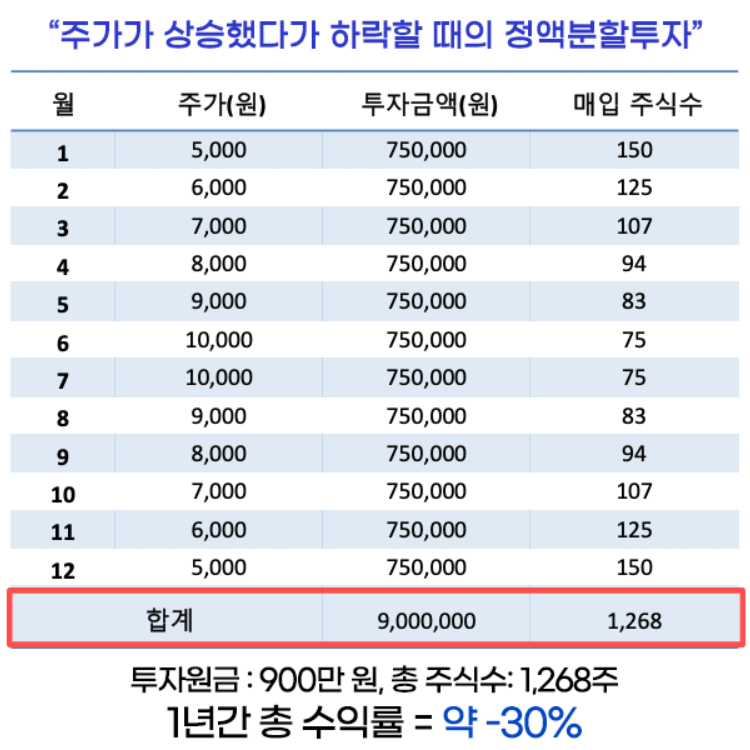 “주가가 상승했다가 하락할 때의 정액분할투자”
월 주가(원) 투자금액(원) 매입 주식수
1 5,000 750,000 150
2 6,000 750,000 125
3 7,000 750,000 107
4 8,000 750,000 94
5 9,000 750,000 83
6 10,000 750,000 75
7 10,000 750,000 75
8 9,000 750,000 83
9 8,000 750,000 94
10 7,000 750,000 107
11 6,000 750,000 125
12 5,000 750,000 150
합계 9,000,000 1,268
투자원금 : 900만 원, 총 주식수: 1,268주
1년간 총 수익률 = 약 -30%